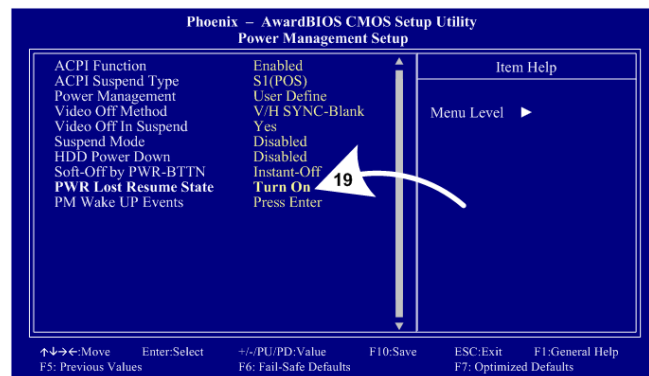 Phoenix – AwardBIOS CMOS Setup Utility
Power Management Setup
ACPI Function Enabled
ACPI Suspend Type S1(POS)
Power Management User Define
Video Off Method V/H SYNC-Blank
Video Off In Suspend Yes
Suspend Mode Disabled
HDD Power Down Disabled
Soft-Off by PWR-BTTN Instant-Off
PWR Lost Resume State Turn On
PM Wake UP Events Press Enter
19
Item Help
Menu Level ►
↑↓→←:Move Enter:Select +/-/PU/PD:Value F10:Save ESC:Exit F1:General Help
F5: Previous Values F6: Fail-Safe Defaults F7: Optimized Defaults